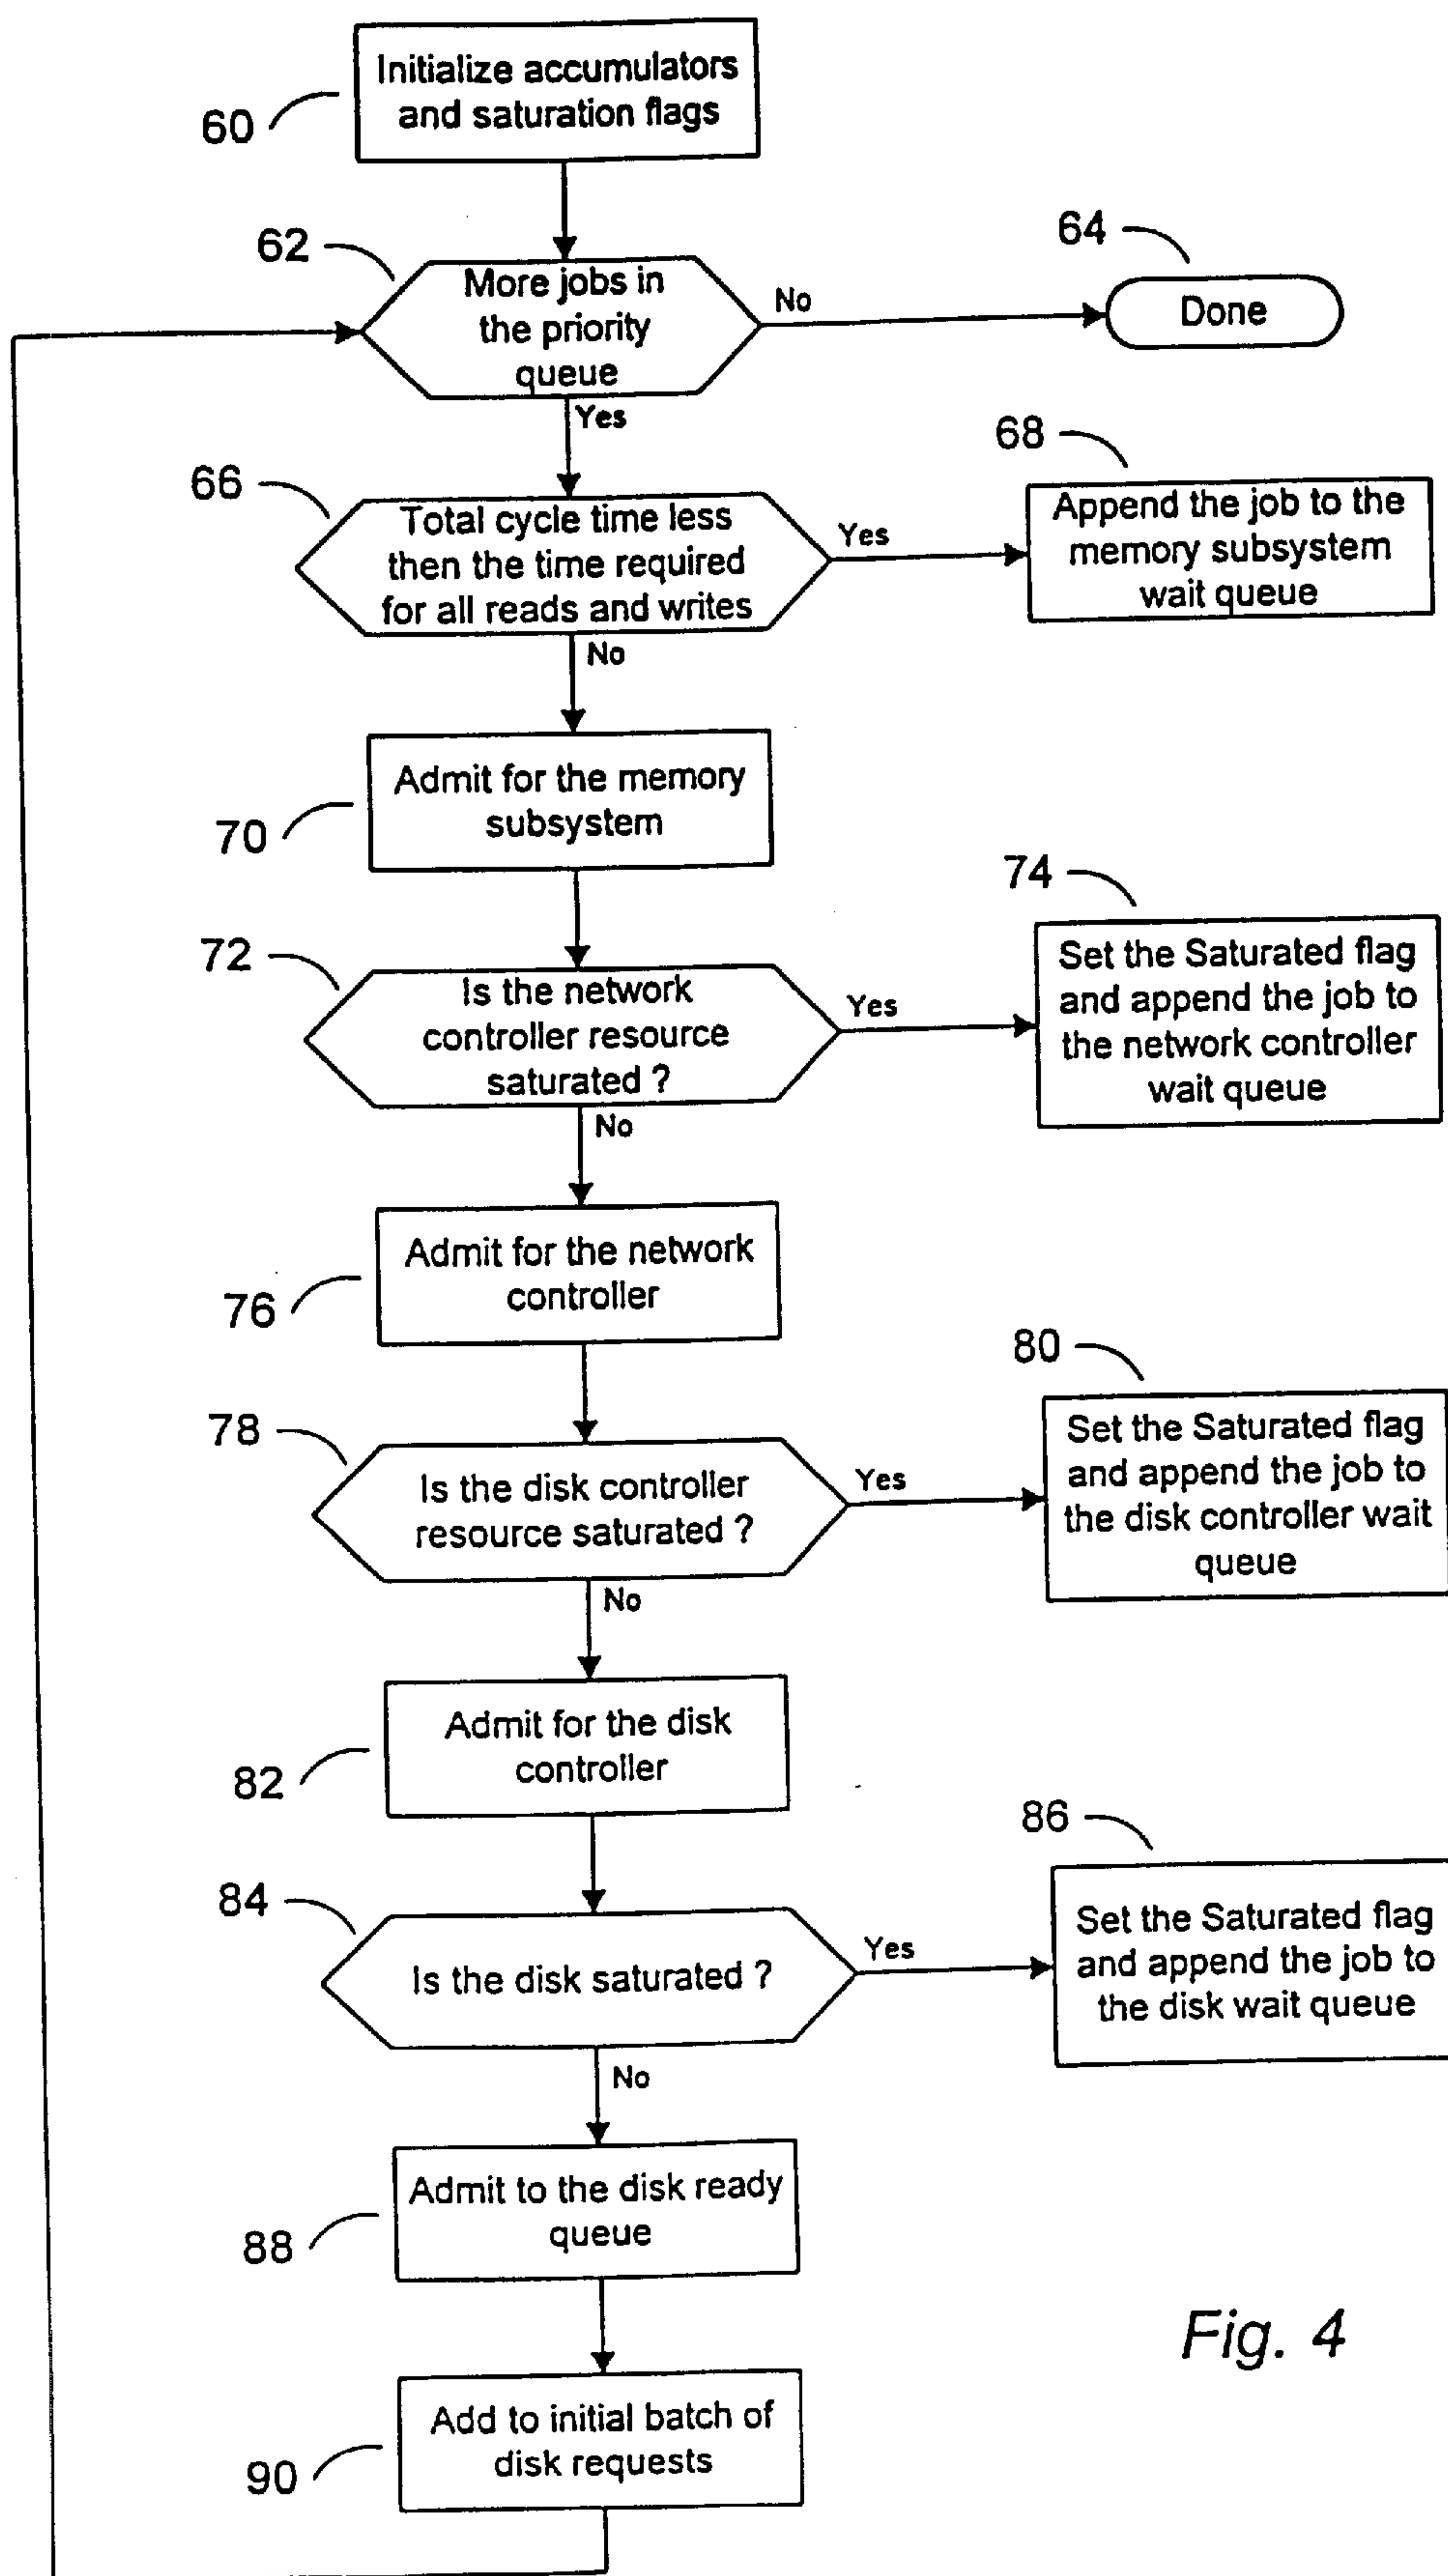 Initialize accumulators
and saturation flags
60
62
More jobs in
the priority
queue
No
64
Done
Yes
66
Total cycle time less
then the time required
for all reads and writes
Yes
68
Append the job to the
memory subsystem
wait queue
No
70
Admit for the memory
subsystem
72
Is the network
controller resource
saturated ?
Yes
74
Set the Saturated flag
and append the job to
the network controller
wait queue
No
76
Admit for the network
controller
78
Is the disk controller
resource saturated ?
Yes
80
Set the Saturated flag
and append the job to
the disk controller wait
queue
No
82
Admit for the disk
controller
84
Is the disk saturated ?
Yes
86
Set the Saturated flag
and append the job to
the disk wait queue
No
88
Admit to the disk ready
queue
90
Add to initial batch of
disk requests
Fig. 4